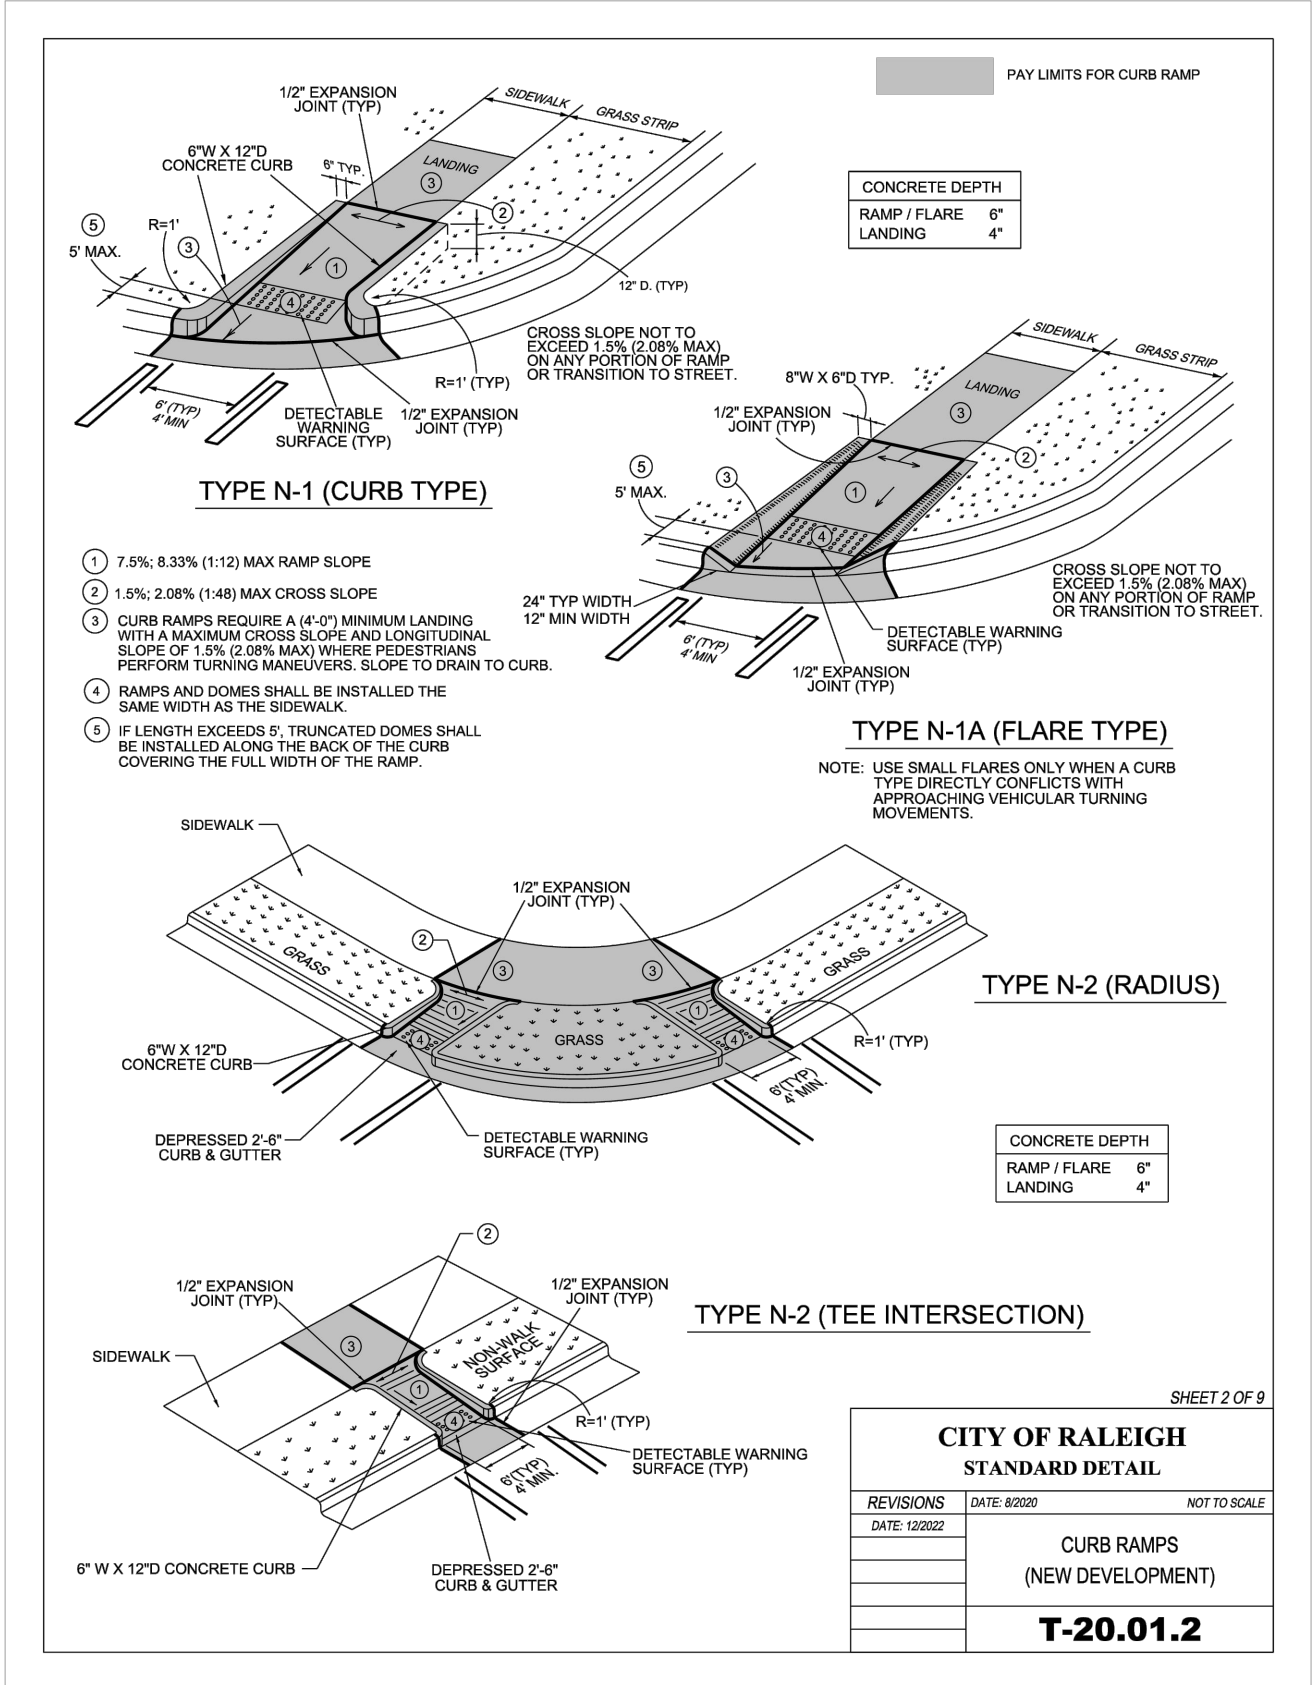 PAY LIMITS FOR CURB RAMP
1/2" EXPANSION
JOINT (TYP)
SIDEWALK
GRASS STRIP
6"W X 12"D
CONCRETE CURB
6" TYP.
LANDING
3
2
5
5' MAX.
R=1'
3
1
4
12" D. (TYP)
CONCRETE DEPTH
RAMP / FLARE 6"
LANDING 4"
CROSS SLOPE NOT TO
EXCEED 1.5% (2.08% MAX)
ON ANY PORTION OF RAMP
OR TRANSITION TO STREET.
R=1' (TYP)
6' (TYP)
4' MIN
DETECTABLE
WARNING
SURFACE (TYP)
1/2" EXPANSION
JOINT (TYP)
TYPE N-1 (CURB TYPE)
SIDEWALK
GRASS STRIP
8"W X 6"D TYP.
LANDING
3
1/2" EXPANSION
JOINT (TYP)
2
5
5' MAX.
3
1
4
24" TYP WIDTH
12" MIN WIDTH
6' (TYP)
4' MIN
CROSS SLOPE NOT TO
EXCEED 1.5% (2.08% MAX)
ON ANY PORTION OF RAMP
OR TRANSITION TO STREET.
DETECTABLE WARNING
SURFACE (TYP)
1/2" EXPANSION
JOINT (TYP)
TYPE N-1A (FLARE TYPE)
NOTE: USE SMALL FLARES ONLY WHEN A CURB
TYPE DIRECTLY CONFLICTS WITH
APPROACHING VEHICULAR TURNING
MOVEMENTS.
1 7.5%; 8.33% (1:12) MAX RAMP SLOPE
2 1.5%; 2.08% (1:48) MAX CROSS SLOPE
3 CURB RAMPS REQUIRE A (4'-0") MINIMUM LANDING
WITH A MAXIMUM CROSS SLOPE AND LONGITUDINAL
SLOPE OF 1.5% (2.08% MAX) WHERE PEDESTRIANS
PERFORM TURNING MANEUVERS. SLOPE TO DRAIN TO CURB.
4 RAMPS AND DOMES SHALL BE INSTALLED THE
SAME WIDTH AS THE SIDEWALK.
5 IF LENGTH EXCEEDS 5', TRUNCATED DOMES SHALL
BE INSTALLED ALONG THE BACK OF THE CURB
COVERING THE FULL WIDTH OF THE RAMP.
SIDEWALK
1/2" EXPANSION
JOINT (TYP)
2
GRASS
3
3
GRASS
1
1
4
GRASS
4
6"W X 12"D
CONCRETE CURB
R=1' (TYP)
6'(TYP)
4' MIN.
DEPRESSED 2'-6"
CURB & GUTTER
DETECTABLE WARNING
SURFACE (TYP)
TYPE N-2 (RADIUS)
CONCRETE DEPTH
RAMP / FLARE 6"
LANDING 4"
2
1/2" EXPANSION
JOINT (TYP)
1/2" EXPANSION
JOINT (TYP)
SIDEWALK
3
NON-WALK
SURFACE
1
4
R=1' (TYP)
DETECTABLE WARNING
SURFACE (TYP)
6'(TYP)
4' MIN.
6" W X 12"D CONCRETE CURB
DEPRESSED 2'-6"
CURB & GUTTER
TYPE N-2 (TEE INTERSECTION)
SHEET 2 OF 9
CITY OF RALEIGH
STANDARD DETAIL
REVISIONS
DATE: 8/2020 NOT TO SCALE
DATE: 12/2022
CURB RAMPS
(NEW DEVELOPMENT)
T-20.01.2